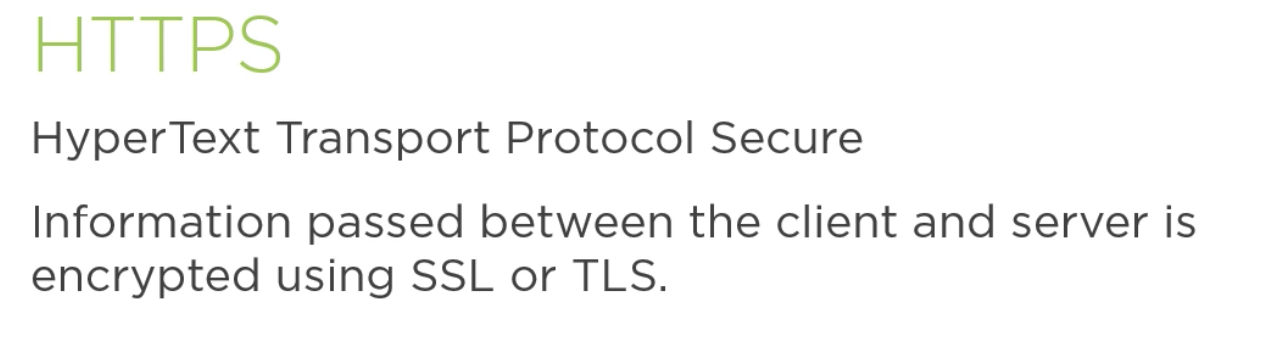 HTTPS
HyperText Transport Protocol Secure
Information passed between the client and server is
encrypted using SSL or TLS.